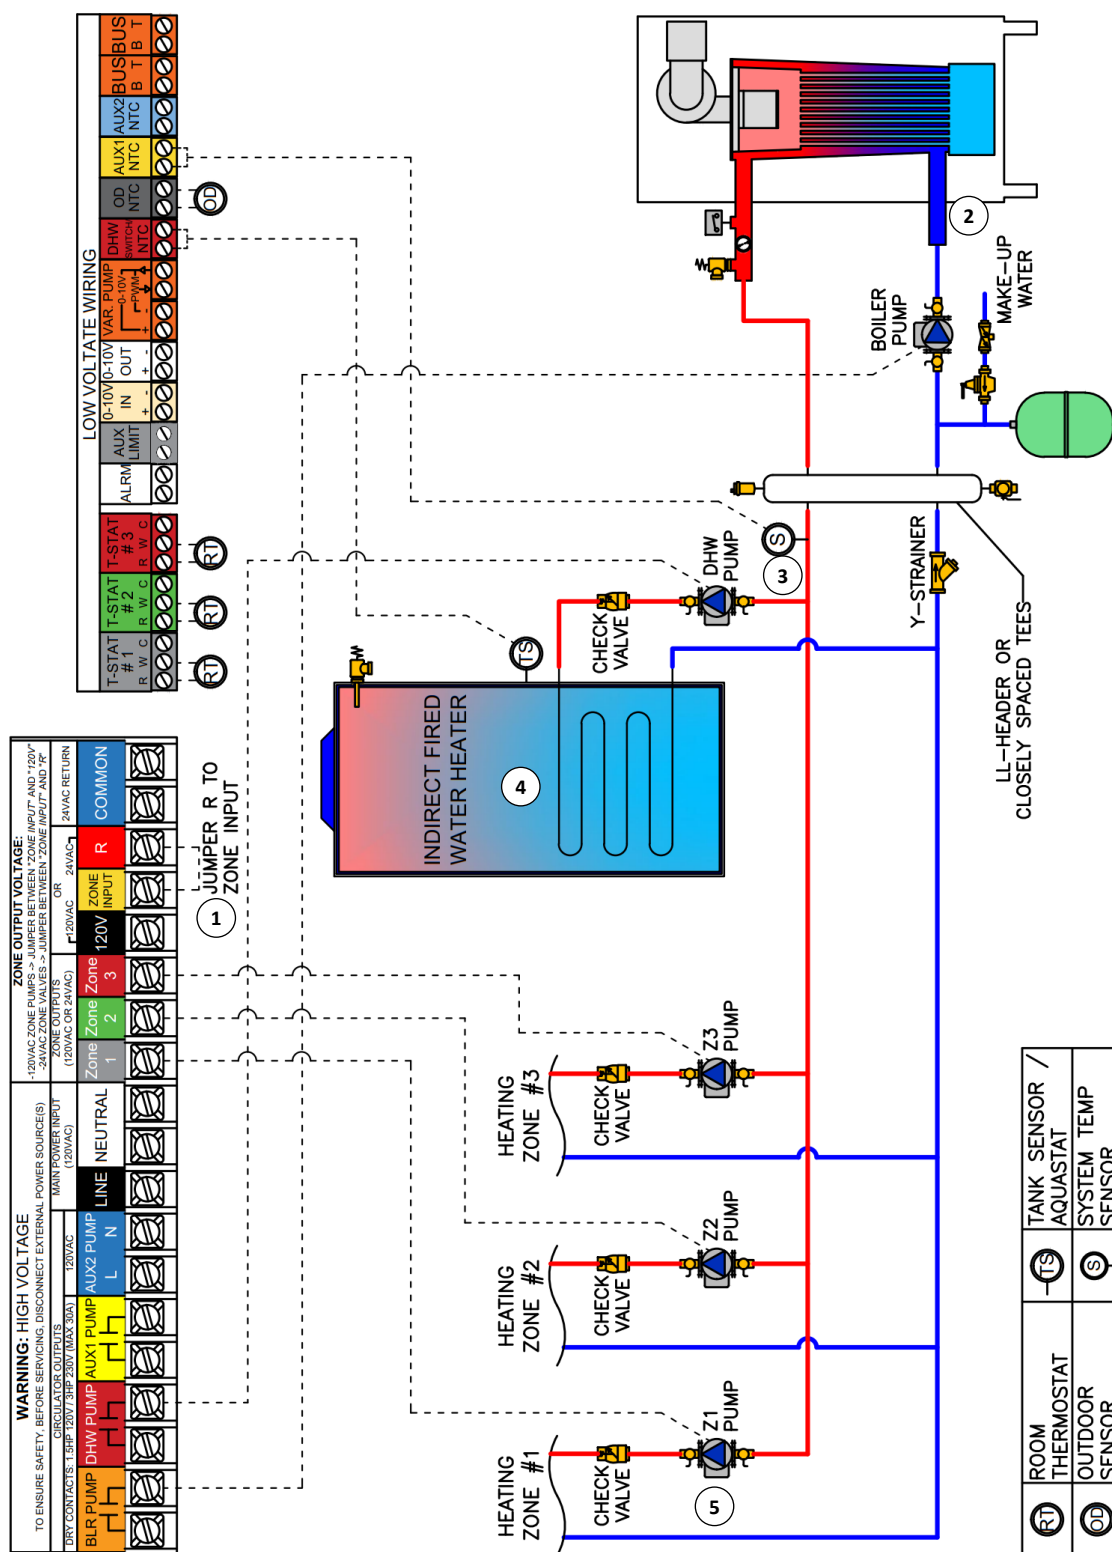 WARNING: HIGH VOLTAGE
TO ENSURE SAFETY, BEFORE SERVICING, DISCONNECT EXTERNAL POWER SOURCE(S)
CIRCULATOR OUTPUTS
DRY CONTACTS: 1.5HP 120V / 3HP 230V (MAX 30A)
120VAC
MAIN POWER INPUT
(120VAC)
BLR PUMP
DHW PUMP
AUX1 PUMP
AUX2 PUMP
L N
LINE
NEUTRAL
ZONE OUTPUT VOLTAGE:
-120VAC ZONE PUMPS -> JUMPER BETWEEN "ZONE INPUT" AND "120V"
-24VAC ZONE VALVES -> JUMPER BETWEEN "ZONE INPUT" AND "R"
ZONE OUTPUTS
(120VAC OR 24VAC)
120VAC
OR
24VAC
24VAC RETURN
Zone
1
Zone
2
Zone
3
120V
ZONE
INPUT
R
COMMON
1
JUMPER R TO
ZONE INPUT
LOW VOLTATE WIRING
T-STAT
#1
R W C
T-STAT
#2
R W C
T-STAT
#3
R W C
ALRM
AUX
LIMIT
0-10V
IN
+ -
0-10V
OUT
+ -
VAR. PUMP
0-10V
PWM
+ -
DHW
SWITCH/
NTC
OD
NTC
AUX1
NTC
AUX2
NTC
BUS
B T
BUS
B T
RT
RT
RT
OD
INDIRECT FIRED
WATER HEATER
4
TS
CHECK
VALVE
DHW
PUMP
S
3
BOILER
PUMP
2
MAKE-UP
WATER
Y-STRAINER
LL-HEADER OR
CLOSELY SPACED TEES
HEATING
ZONE #1
CHECK
VALVE
Z1
PUMP
5
HEATING
ZONE #2
CHECK
VALVE
Z2
PUMP
HEATING
ZONE #3
CHECK
VALVE
Z3
PUMP
RT
ROOM
THERMOSTAT
TS
TANK SENSOR /
AQUASTAT
OD
OUTDOOR
SENSOR
S
SYSTEM TEMP
SENSOR